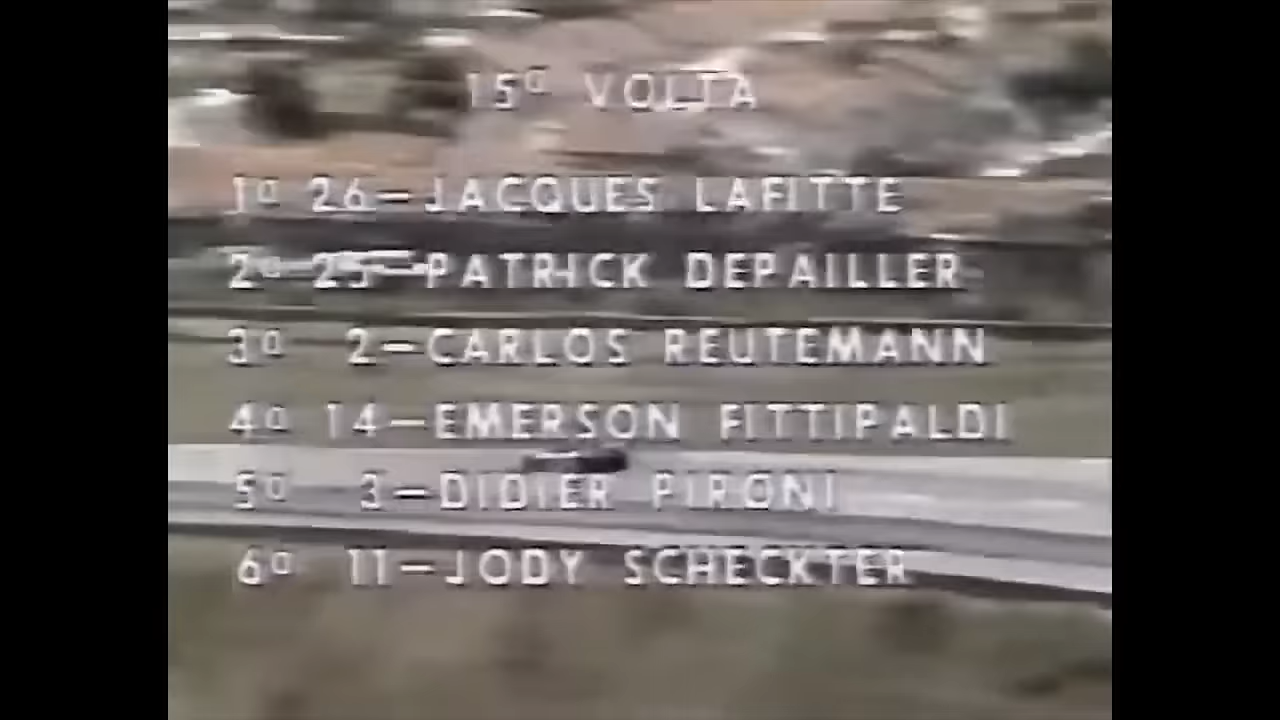 15ª VOLTA
1º 26-JACQUES LAFITTE
2º 25-PATRICK DEPAILLER
3º 2-CARLOS REUTEMANN
4º 14-EMERSON FITTIPALDI
5º 3-DIDIER PIRONI
6º 11-JODY SCHECKTER